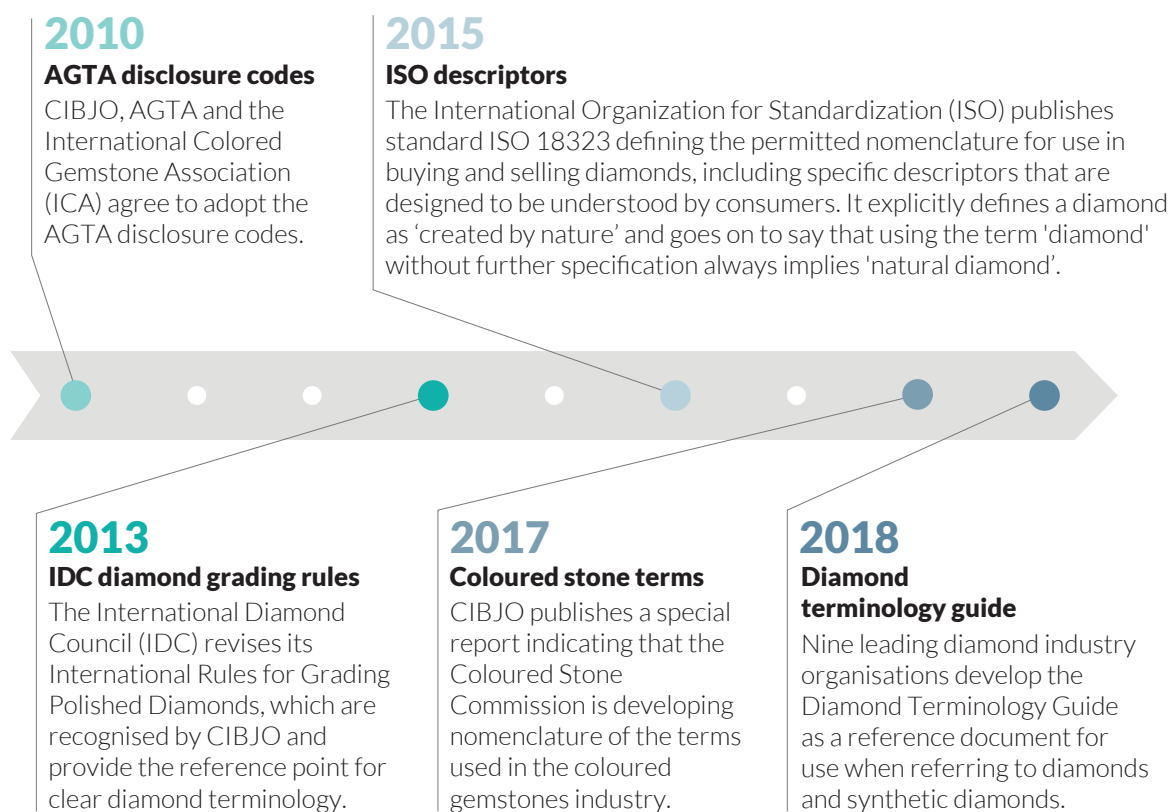 2010
AGTA disclosure codes
CIBJO, AGTA and the
International Colored
Gemstone Association
(ICA) agree to adopt the
AGTA disclosure codes.
2015
ISO descriptors
The International Organization for Standardization (ISO) publishes
standard ISO 18323 defining the permitted nomenclature for use in
buying and selling diamonds, including specific descriptors that are
designed to be understood by consumers. It explicitly defines a diamond
as ‘created by nature’ and goes on to say that using the term 'diamond'
without further specification always implies 'natural diamond’.
2013
IDC diamond grading rules
The International Diamond
Council (IDC) revises its
International Rules for Grading
Polished Diamonds, which are
recognised by CIBJO and
provide the reference point for
clear diamond terminology.
2017
Coloured stone terms
CIBJO publishes a special
report indicating that the
Coloured Stone
Commission is developing
nomenclature of the terms
used in the coloured
gemstones industry.
2018
Diamond
terminology guide
Nine leading diamond industry
organisations develop the
Diamond Terminology Guide
as a reference document for
use when referring to diamonds
and synthetic diamonds.